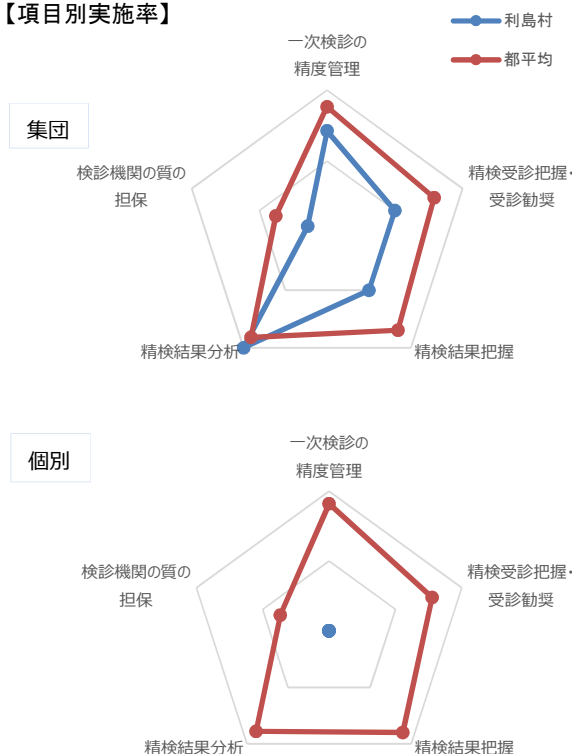 【項目別実施率】
利島村
都平均
集団
一次検診の
精度管理
精検受診把握・
受診勧奨
精検結果把握
精検結果分析
検診機関の質の
担保
個別
一次検診の
精度管理
精検受診把握・
受診勧奨
精検結果把握
精検結果分析
検診機関の質の
担保